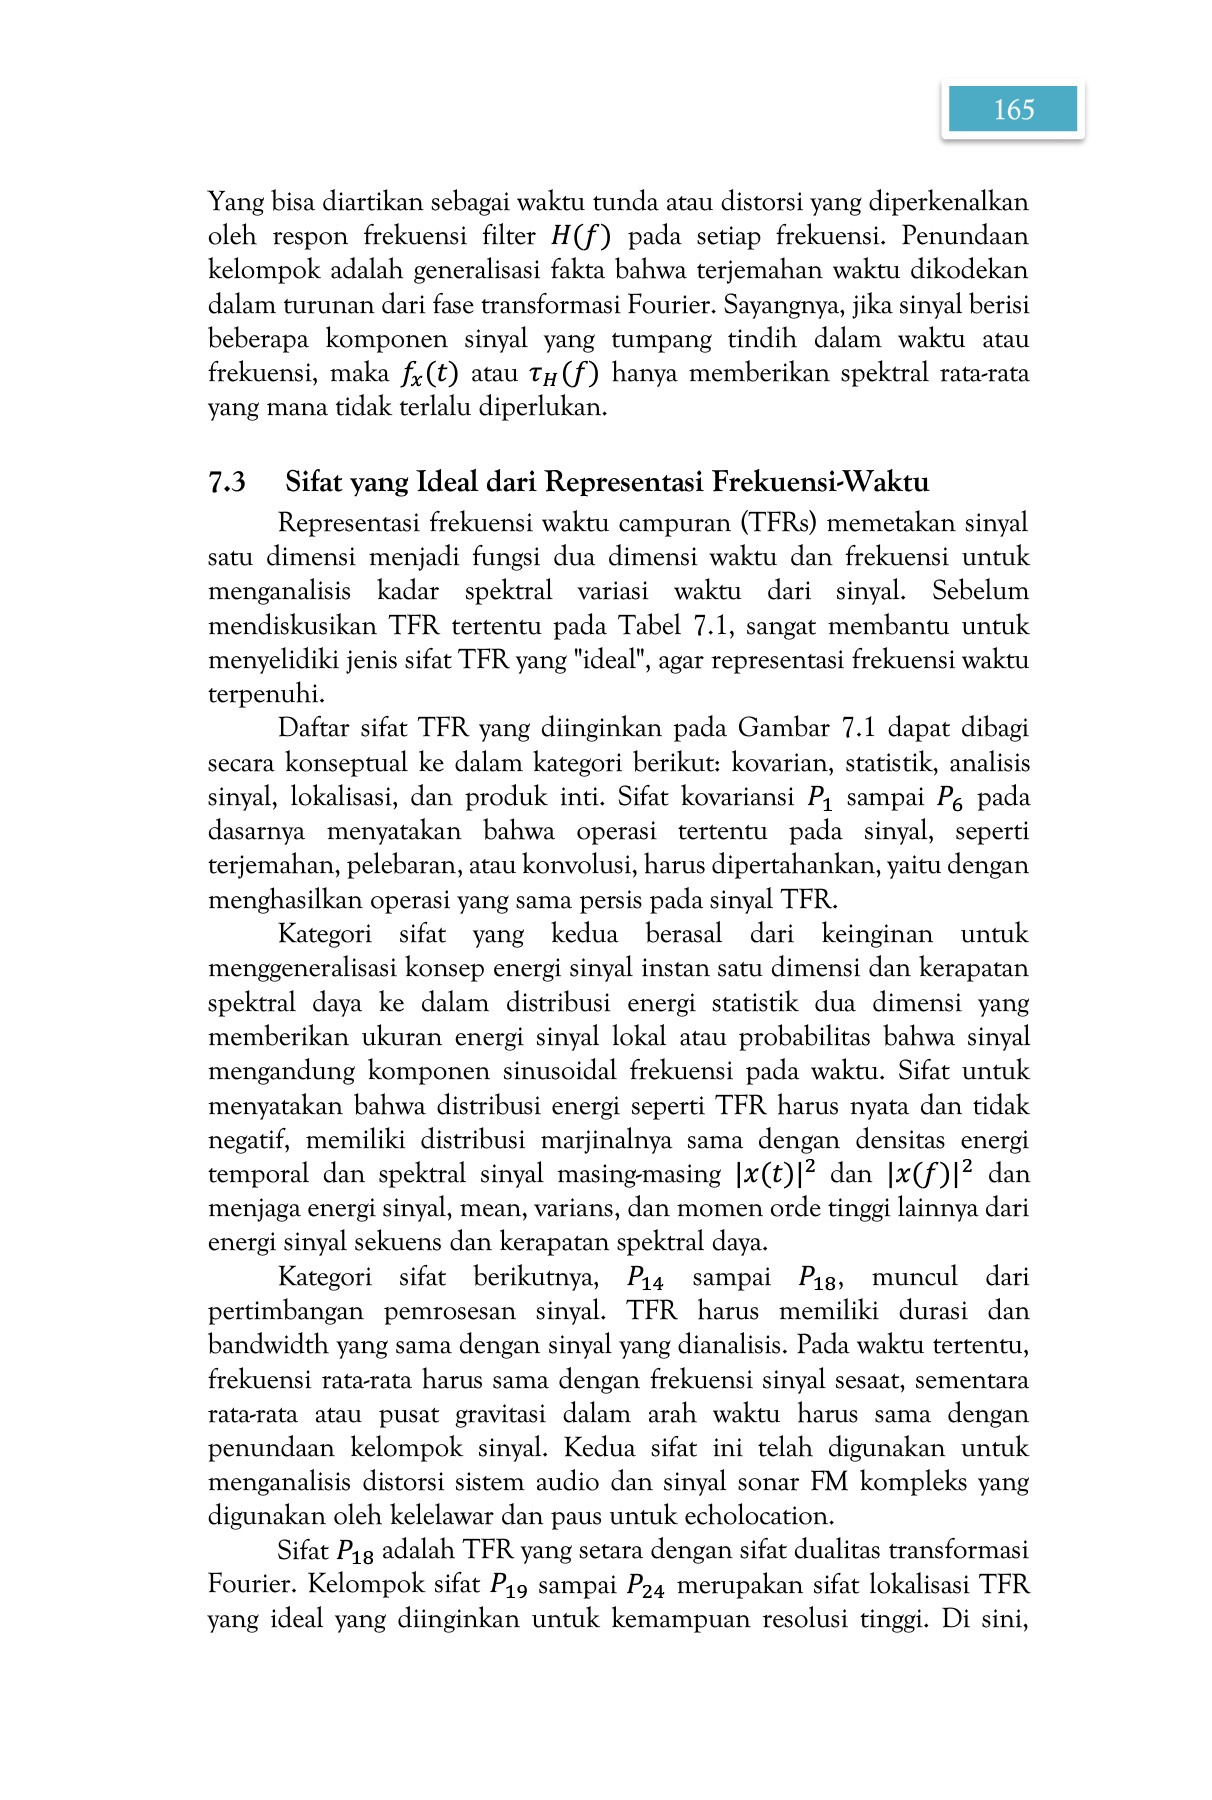 165
Yang bisa diartikan sebagai waktu tunda atau distorsi yang diperkenalkan
oleh respon frekuensi filter H(f) pada setiap frekuensi. Penundaan
kelompok adalah generalisasi fakta bahwa terjemahan waktu dikodekan
dalam turunan dari fase transformasi Fourier. Sayangnya, jika sinyal berisi
beberapa komponen sinyal yang tumpang tindih dalam waktu atau
frekuensi, maka fₓ(t) atau τ_H(f) hanya memberikan spektral rata-rata
yang mana tidak terlalu diperlukan.
7.3 Sifat yang Ideal dari Representasi Frekuensi-Waktu
Representasi frekuensi waktu campuran (TFRs) memetakan sinyal
satu dimensi menjadi fungsi dua dimensi waktu dan frekuensi untuk
menganalisis kadar spektral variasi waktu dari sinyal. Sebelum
mendiskusikan TFR tertentu pada Tabel 7.1, sangat membantu untuk
menyelidiki jenis sifat TFR yang "ideal", agar representasi frekuensi waktu
terpenuhi.
Daftar sifat TFR yang diinginkan pada Gambar 7.1 dapat dibagi
secara konseptual ke dalam kategori berikut: kovarian, statistik, analisis
sinyal, lokalisasi, dan produk inti. Sifat kovariansi P₁ sampai P₆ pada
dasarnya menyatakan bahwa operasi tertentu pada sinyal, seperti
terjemahan, pelebaran, atau konvolusi, harus dipertahankan, yaitu dengan
menghasilkan operasi yang sama persis pada sinyal TFR.
Kategori sifat yang kedua berasal dari keinginan untuk
menggeneralisasi konsep energi sinyal instan satu dimensi dan kerapatan
spektral daya ke dalam distribusi energi statistik dua dimensi yang
memberikan ukuran energi sinyal lokal atau probabilitas bahwa sinyal
mengandung komponen sinusoidal frekuensi pada waktu. Sifat untuk
menyatakan bahwa distribusi energi seperti TFR harus nyata dan tidak
negatif, memiliki distribusi marjinalnya sama dengan densitas energi
temporal dan spektral sinyal masing-masing |x(t)|² dan |x(f)|² dan
menjaga energi sinyal, mean, varians, dan momen orde tinggi lainnya dari
energi sinyal sekuens dan kerapatan spektral daya.
Kategori sifat berikutnya, P₁₄ sampai P₁₈, muncul dari
pertimbangan pemrosesan sinyal. TFR harus memiliki durasi dan
bandwidth yang sama dengan sinyal yang dianalisis. Pada waktu tertentu,
frekuensi rata-rata harus sama dengan frekuensi sinyal sesaat, sementara
rata-rata atau pusat gravitasi dalam arah waktu harus sama dengan
penundaan kelompok sinyal. Kedua sifat ini telah digunakan untuk
menganalisis distorsi sistem audio dan sinyal sonar FM kompleks yang
digunakan oleh kelelawar dan paus untuk echolocation.
Sifat P₁₈ adalah TFR yang setara dengan sifat dualitas transformasi
Fourier. Kelompok sifat P₁₉ sampai P₂₄ merupakan sifat lokalisasi TFR
yang ideal yang diinginkan untuk kemampuan resolusi tinggi. Di sini,